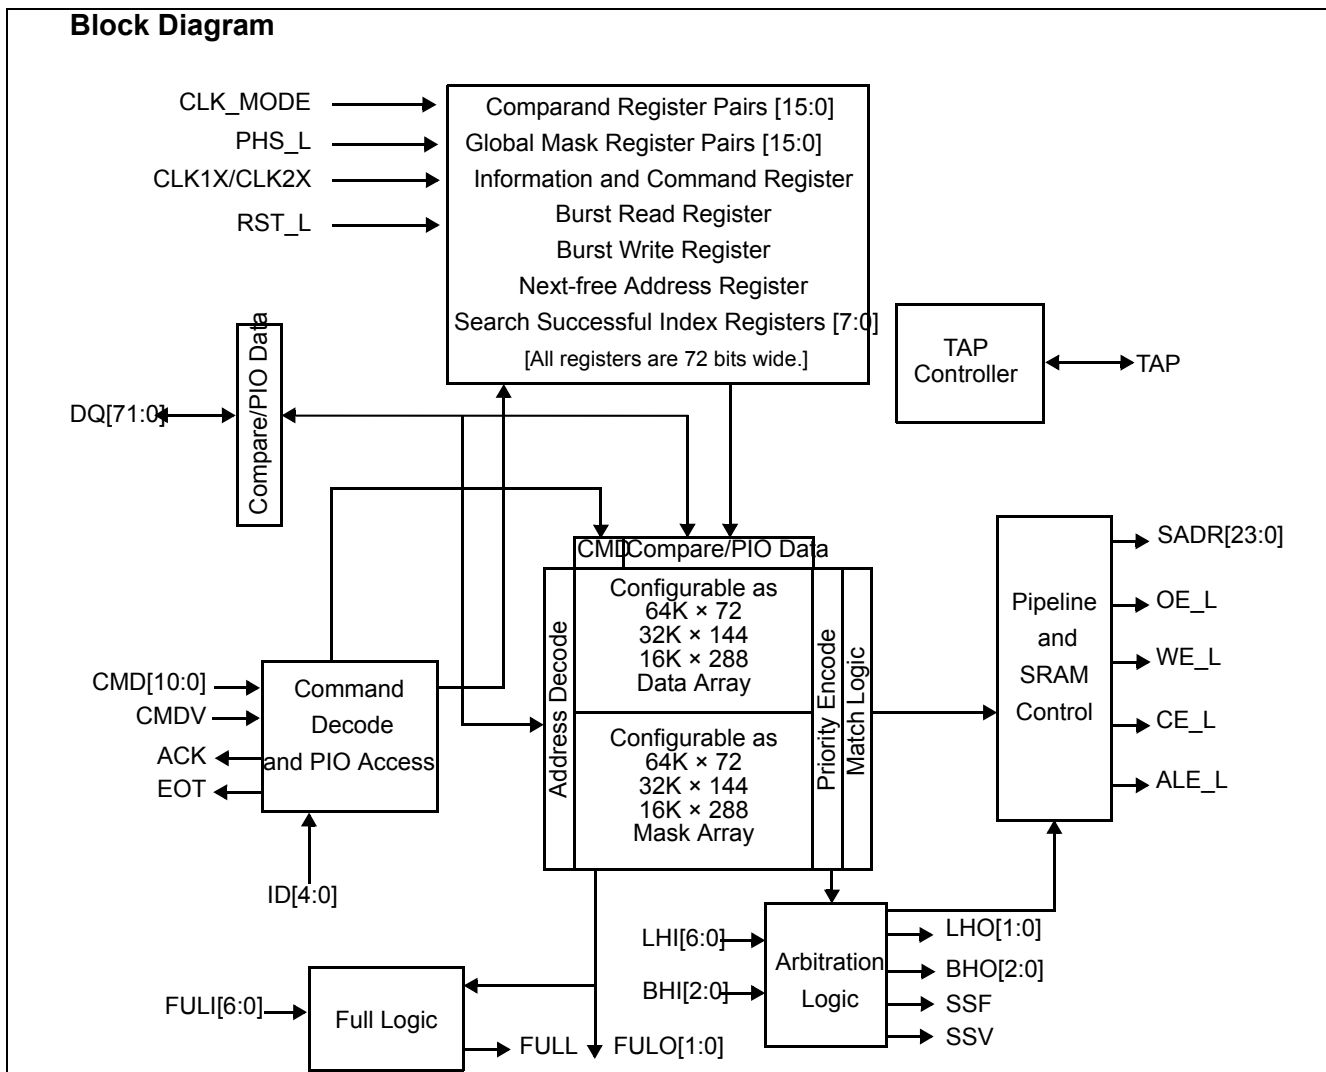 Block Diagram
CLK_MODE
PHS_L
CLK1X/CLK2X
RST_L
Comparand Register Pairs [15:0]
Global Mask Register Pairs [15:0]
Information and Command Register
Burst Read Register
Burst Write Register
Next-free Address Register
Search Successful Index Registers [7:0]
[All registers are 72 bits wide.]
TAP
Controller
TAP
DQ[71:0]
Compare/PIO Data
CMD
Compare/PIO Data
Address Decode
Configurable as
64K × 72
32K × 144
16K × 288
Data Array
Configurable as
64K × 72
32K × 144
16K × 288
Mask Array
Priority Encode
Match Logic
Pipeline
and
SRAM
Control
SADR[23:0]
OE_L
WE_L
CE_L
ALE_L
CMD[10:0]
CMDV
ACK
EOT
Command
Decode
and PIO Access
ID[4:0]
LHI[6:0]
BHI[2:0]
Arbitration
Logic
LHO[1:0]
BHO[2:0]
SSF
SSV
FULI[6:0]
Full Logic
FULL
FULO[1:0]